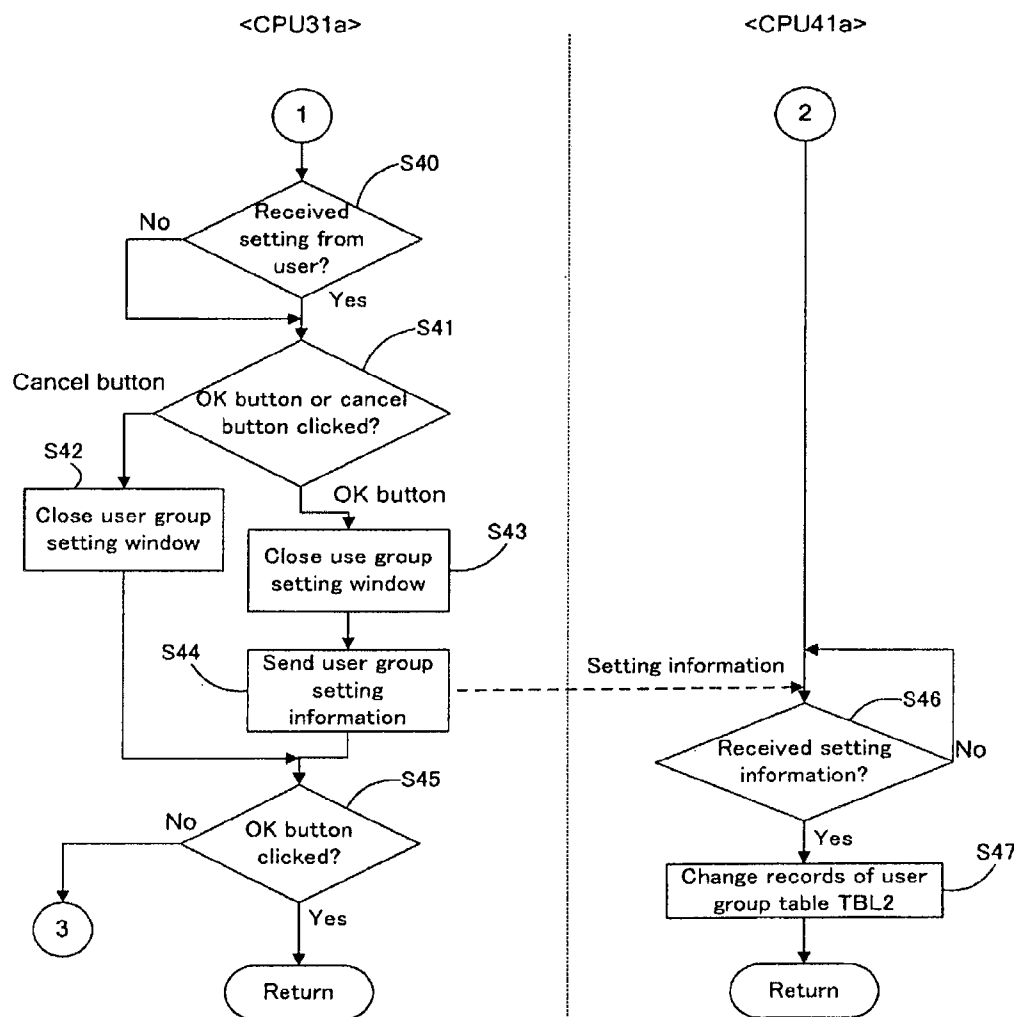 <CPU31a>
<CPU41a>
1
2
S40
Received
setting from
user?
No
Yes
S41
Cancel button
OK button or cancel
button clicked?
S42
OK button
Close user group
setting window
S43
Close use group
setting window
S44
Send user group
setting
information
Setting information
S46
Received setting
information?
No
S45
No
OK button
clicked?
Yes
S47
Change records of user
group table TBL2
3
Yes
Return
Return